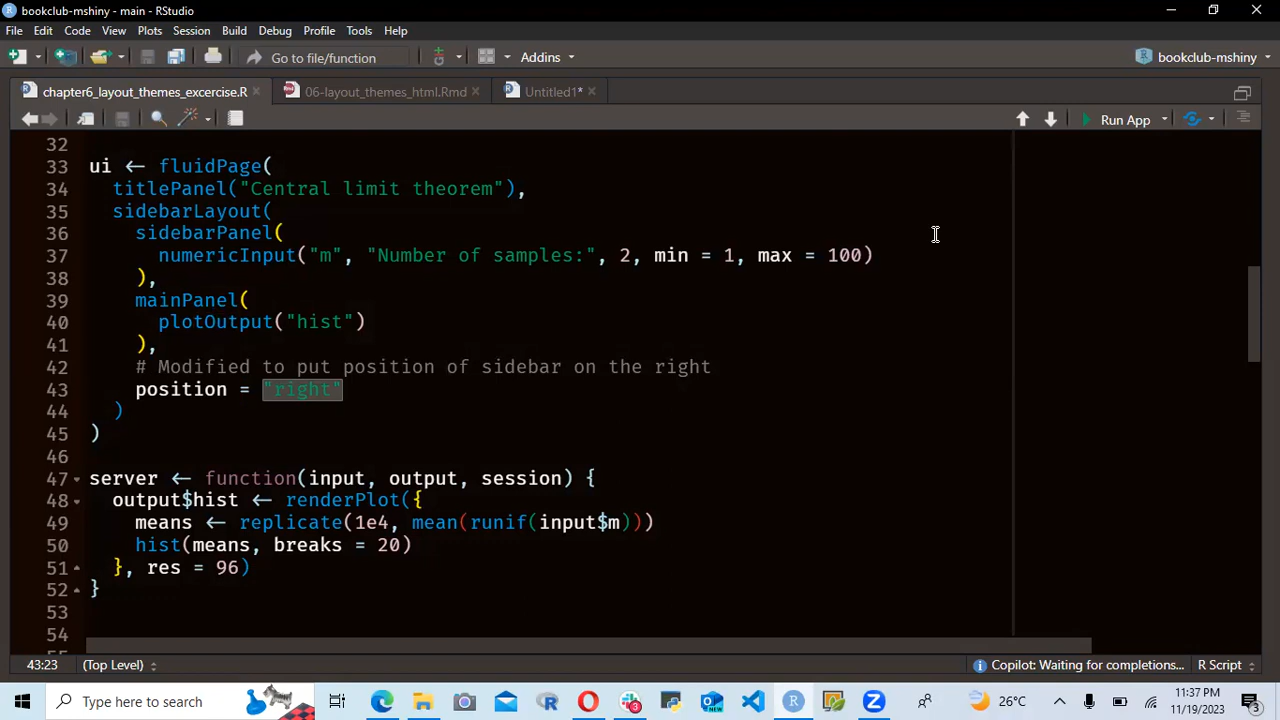 bookclub-mshiny - main - RStudio
File Edit Code View Plots Session Build Debug Profile Tools Help
Go to file/function Addins bookclub-mshiny
chapter6_layout_themes_excercise.R 06-layout_themes_html.Rmd Untitled1*
Run App
32
33 ui <- fluidPage(
34 titlePanel("Central limit theorem"),
35 sidebarLayout(
36 sidebarPanel(
37 numericInput("m", "Number of samples:", 2, min = 1, max = 100)
38 ),
39 mainPanel(
40 plotOutput("hist")
41 ),
42 # Modified to put position of sidebar on the right
43 position = "right"
44 )
45 )
46
47 server <- function(input, output, session) {
48 output$hist <- renderPlot({
49 means <- replicate(1e4, mean(runif(input$m)))
50 hist(means, breaks = 20)
51 }, res = 96)
52 }
53
54
43:23 (Top Level) Copilot: Waiting for completions... R Script
Type here to search 3 26°C 11:37 PM
11/19/2023 3